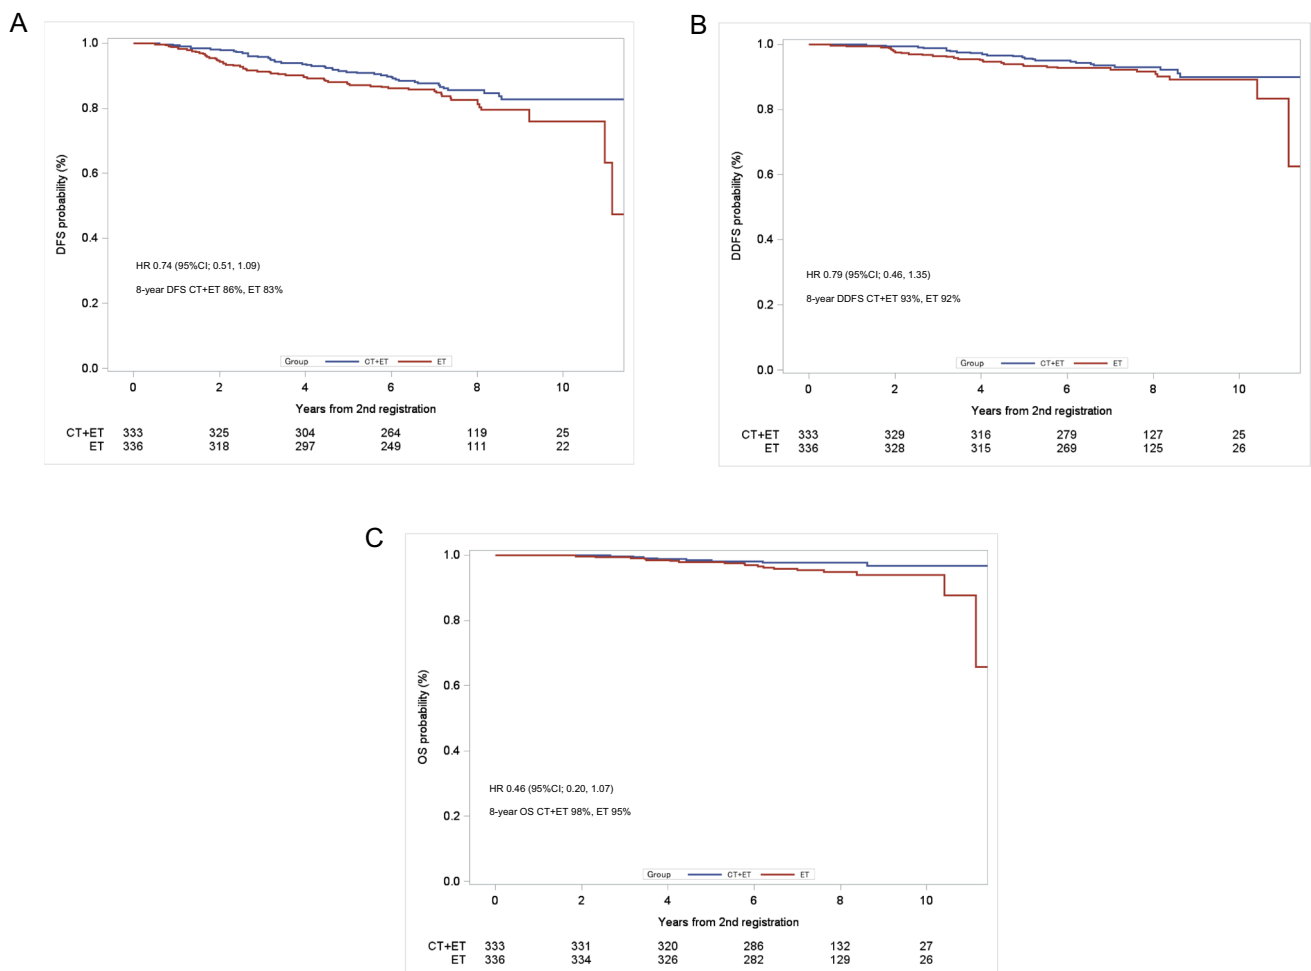 A
1.0
0.8
0.6
0.4
0.2
0.0
DFS probability (%)
HR 0.74 (95%CI; 0.51, 1.09)
8-year DFS CT+ET 86%, ET 83%
Group CT+ET ET
0 2 4 6 8 10
Years from 2nd registration
CT+ET 333 325 304 264 119 25
ET 336 318 297 249 111 22
B
1.0
0.8
0.6
0.4
0.2
0.0
DDFS probability (%)
HR 0.79 (95%CI; 0.46, 1.35)
8-year DDFS CT+ET 93%, ET 92%
Group CT+ET ET
0 2 4 6 8 10
Years from 2nd registration
CT+ET 333 329 316 279 127 25
ET 336 328 315 269 125 26
C
1.0
0.8
0.6
0.4
0.2
0.0
OS probability (%)
HR 0.46 (95%CI; 0.20, 1.07)
8-year OS CT+ET 98%, ET 95%
Group CT+ET ET
0 2 4 6 8 10
Years from 2nd registration
CT+ET 333 331 320 286 132 27
ET 336 334 326 282 129 26